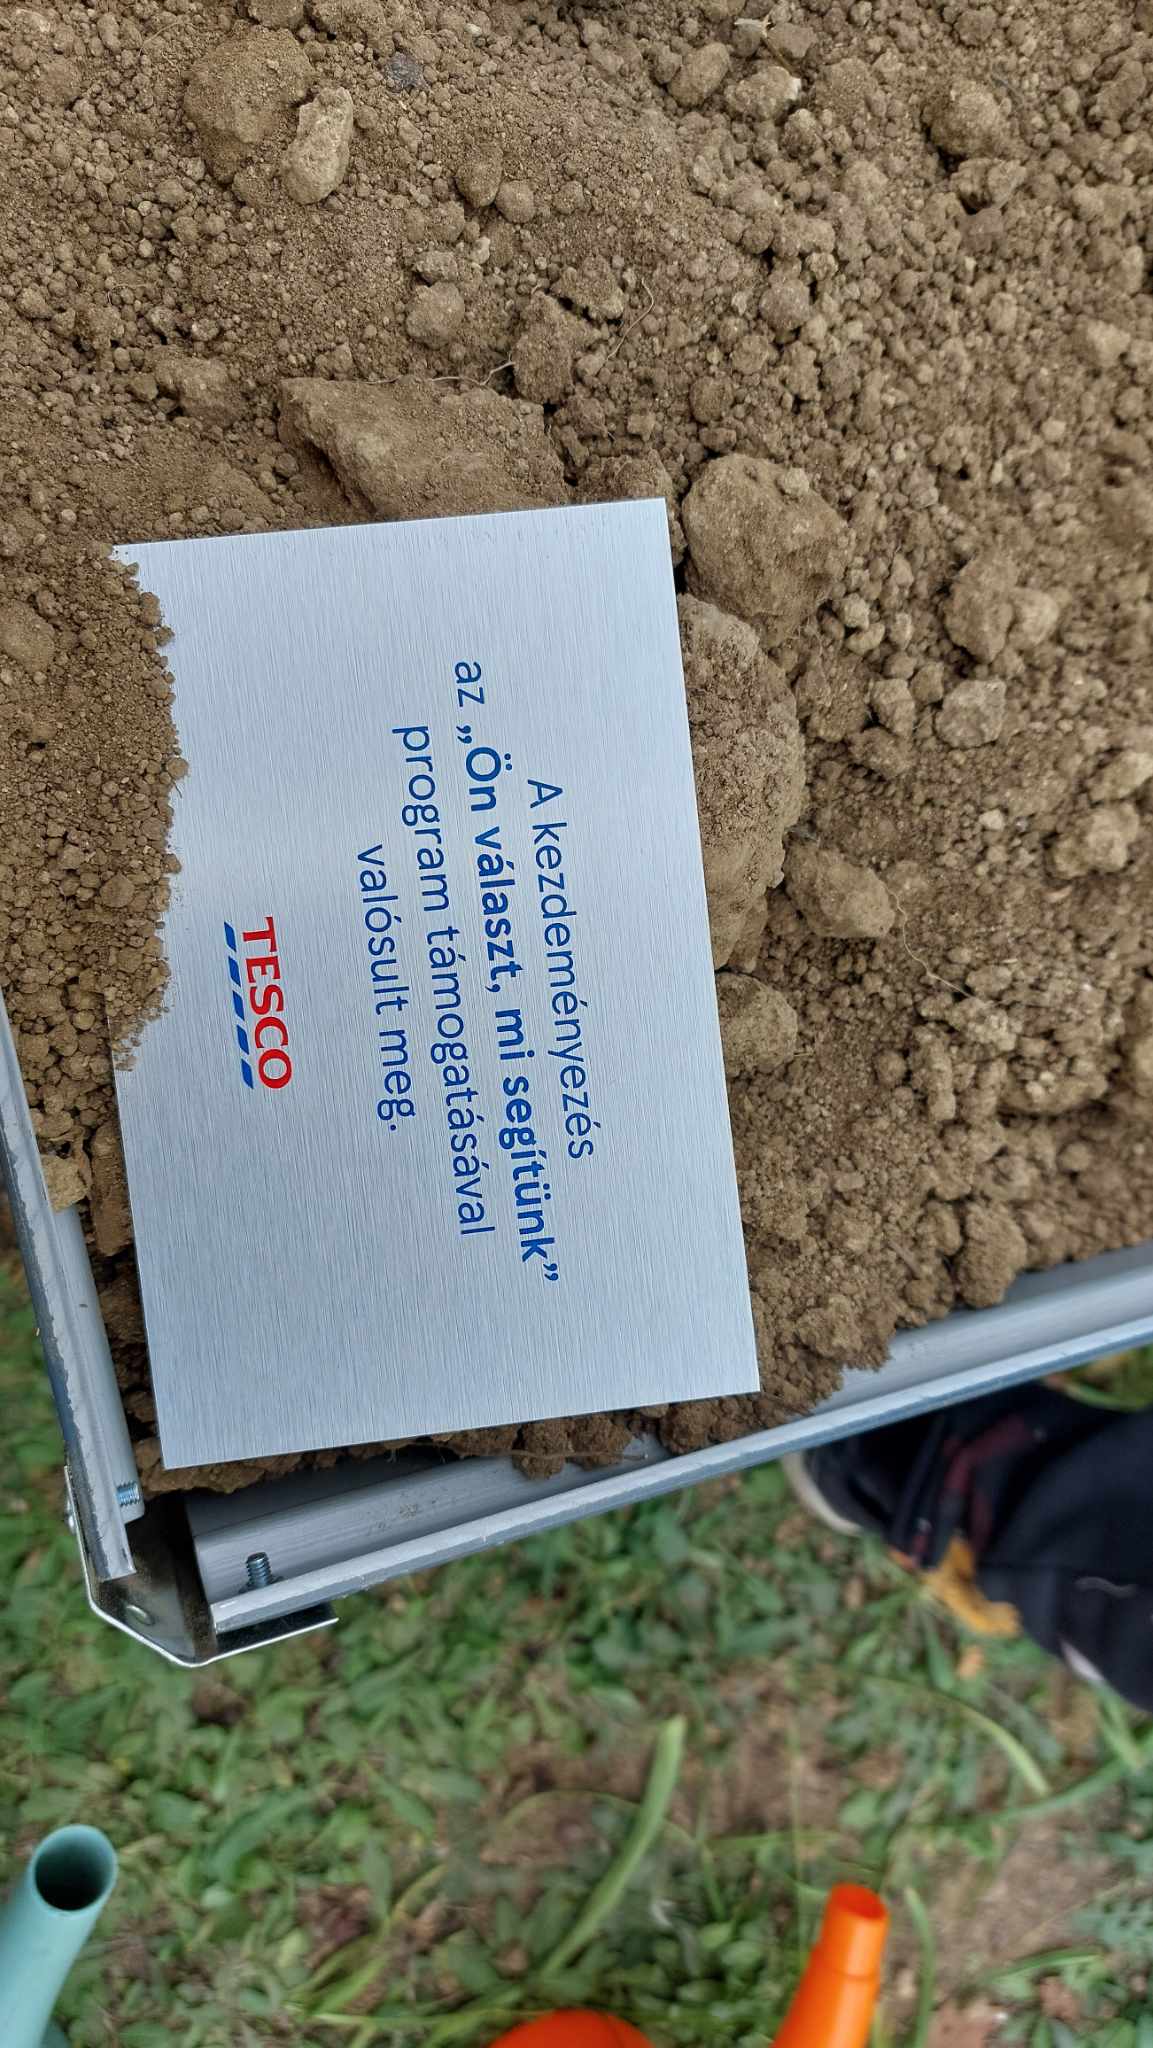 A kezdeményezés
az „Ön választ, mi segítünk”
program támogatásával
valósult meg.
TESCO